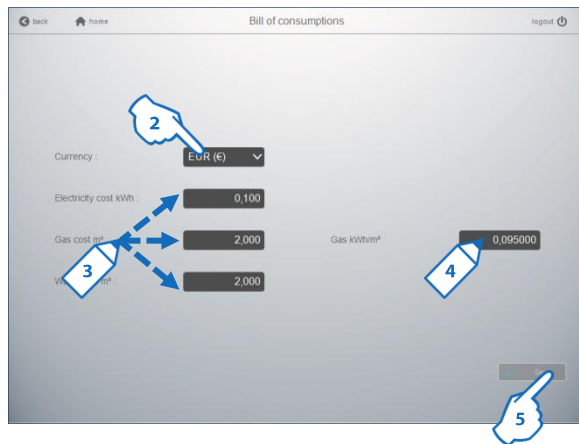 back home Bill of consumptions logout
2
Currency : EUR (€)
Electricity cost kWh : 0,100
Gas cost m³ : 2,000 Gas kWh/m³ : 0,095000
3 4
m³ : 2,000
5